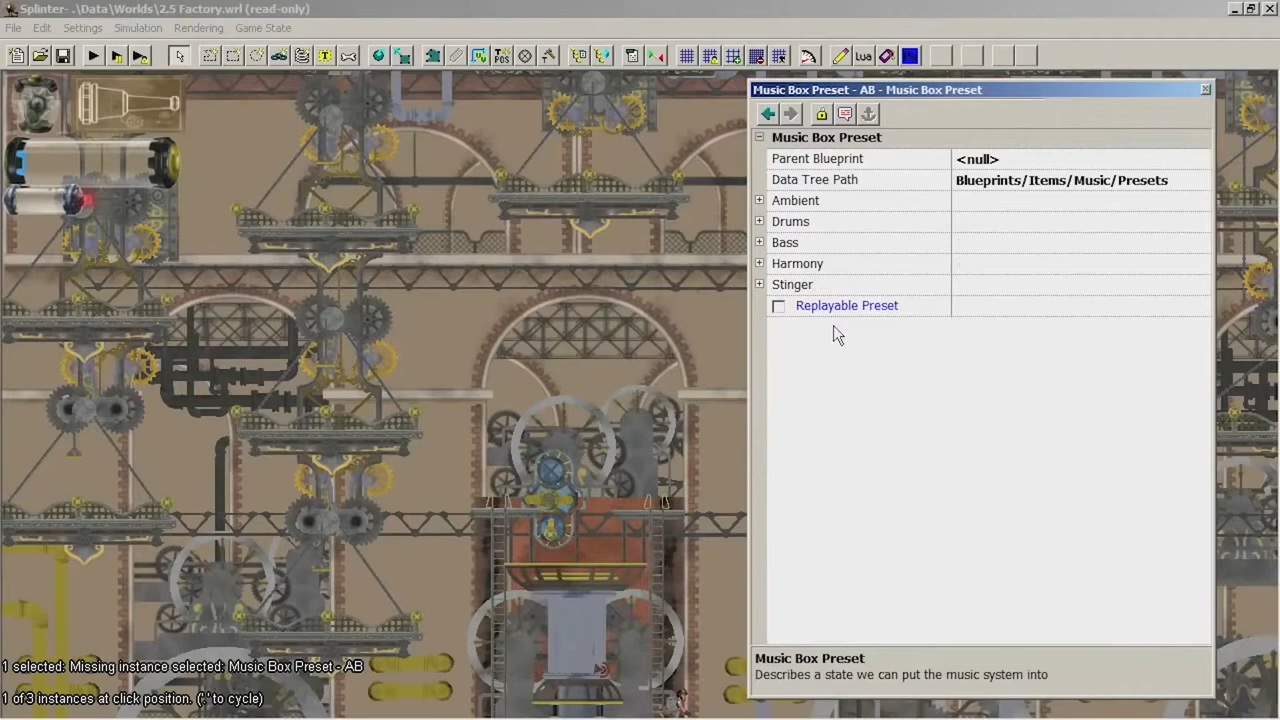 Splinter- .\Data\Worlds\2.5 Factory.wrl (read-only)
File Edit Settings Simulation Rendering Game State
T POS Lua
Music Box Preset - AB - Music Box Preset
Music Box Preset
Parent Blueprint <null>
Data Tree Path Blueprints/Items/Music/Presets
Ambient
Drums
Bass
Harmony
Stinger
Replayable Preset
1 selected: Missing instance selected: Music Box Preset - AB
1 of 3 instances at click position. ('.' to cycle)
Music Box Preset
Describes a state we can put the music system into